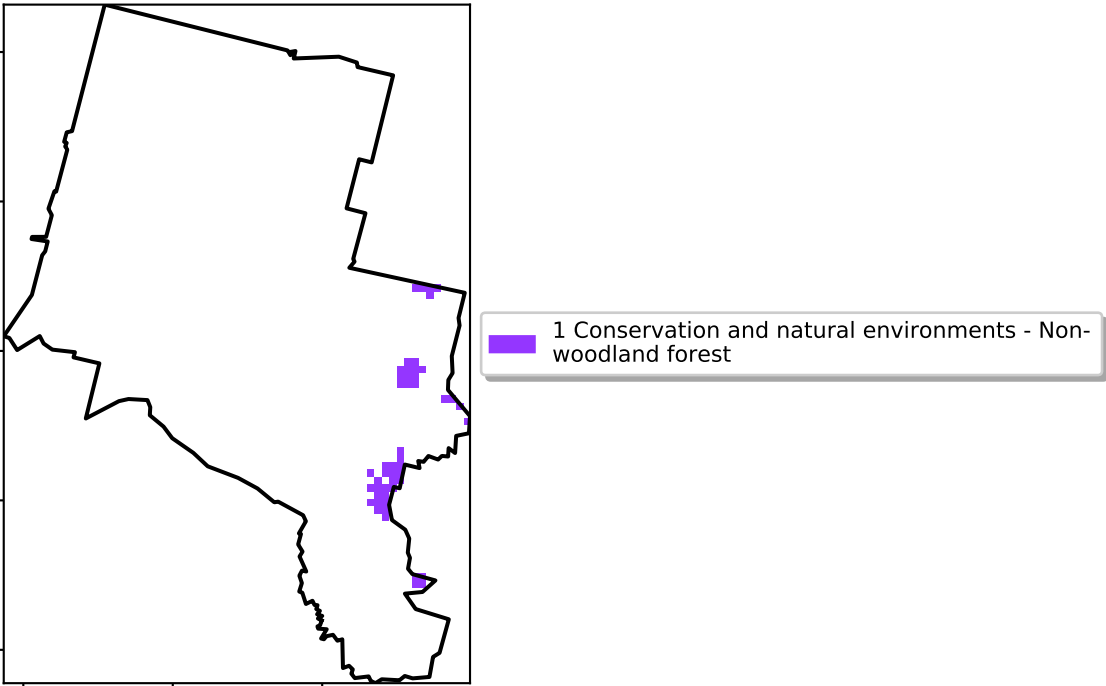 1 Conservation and natural environments - Non-
woodland forest